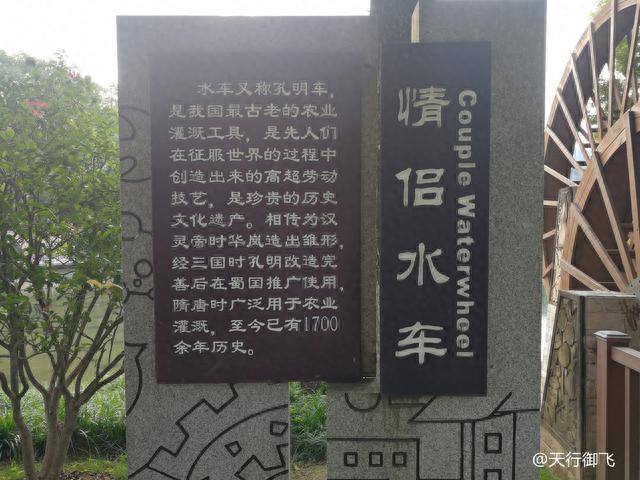 水车又称孔明车，
是我国最古老的农业
灌溉工具，是先人们
在征服世界的过程中
创造出来的高超劳动
技艺，是珍贵的历史
文化遗产。相传为汉
灵帝时华岚造出雏形，
经三国时孔明改造完
善后在蜀国推广使用，
隋唐时广泛用于农业
灌溉，至今已有1700
余年历史。
情侣水车
Couple Waterwheel
@天行御飞